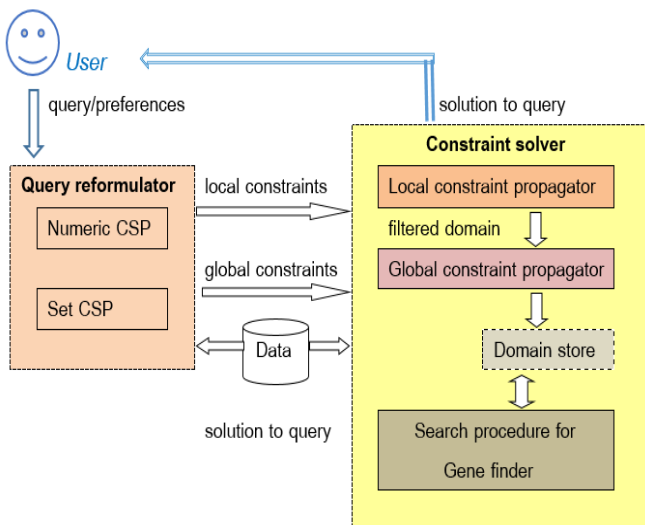 User
query/preferences
solution to query
Constraint solver
Query reformulator
local constraints
Local constraint propagator
Numeric CSP
filtered domain
global constraints
Global constraint propagator
Set CSP
Data
Domain store
solution to query
Search procedure for
Gene finder